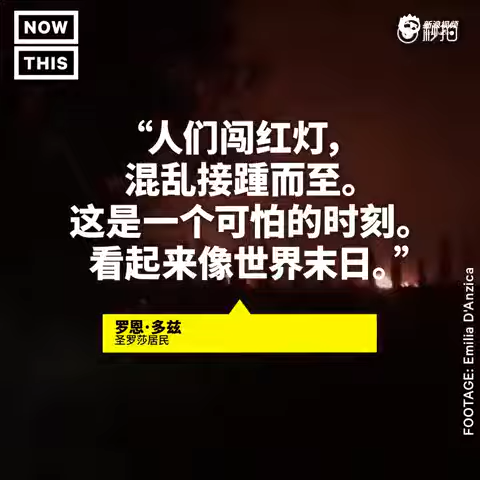 NOW
THIS
新浪视频
秒拍
“人们闯红灯，
混乱接踵而至。
这是一个可怕的时刻。
看起来像世界末日。”
罗恩·多兹
圣罗莎居民
FOOTAGE: Emilia D'Anzica